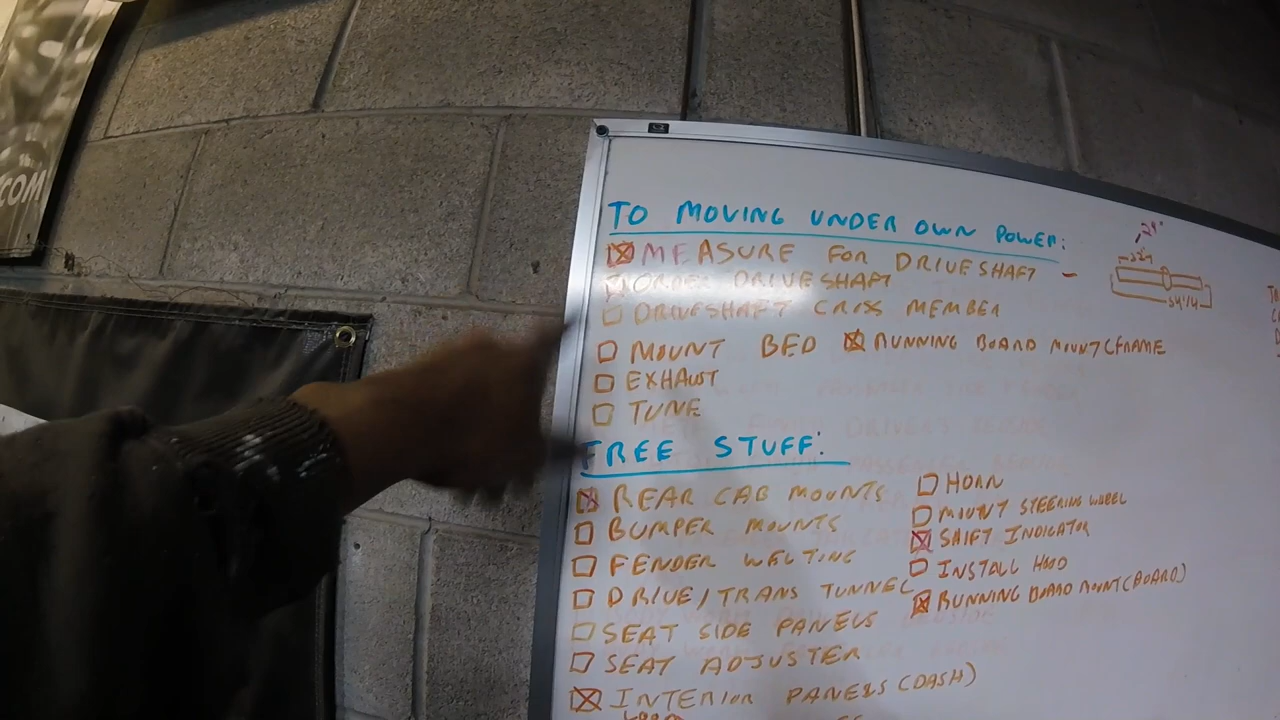 COM
TO MOVING UNDER OWN POWER:
MEASURE FOR DRIVESHAFT -
24"
ORDER DRIVESHAFT
DRIVESHAFT CROSS MEMBER
MOUNT BED
RUNNING BOARD MOUNT (FRAME
EXHAUST
TUNE
FREE STUFF:
REAR CAB MOUNTS
BUMPER MOUNTS
FENDER WELTING
DRIVE/TRANS TUNNEL
SEAT SIDE PANELS
SEAT ADJUSTER
INTERIOR PANELS (DASH)
HORN
MOUNT STEERING WHEEL
SHIFT INDICATOR
INSTALL HOOD
RUNNING BOARD MOUNT (BOARD)